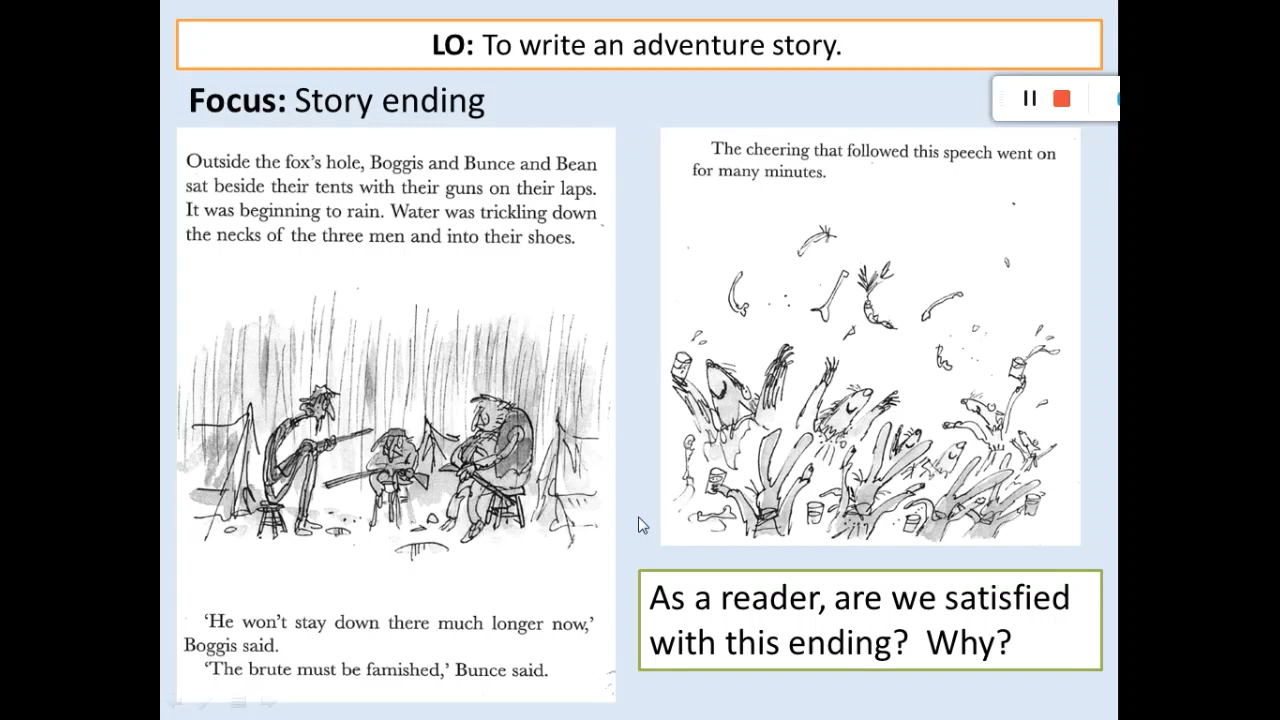 LO: To write an adventure story.
Focus: Story ending
Outside the fox's hole, Boggis and Bunce and Bean
sat beside their tents with their guns on their laps.
It was beginning to rain. Water was trickling down
the necks of the three men and into their shoes.
'He won't stay down there much longer now,'
Boggis said.
'The brute must be famished,' Bunce said.
The cheering that followed this speech went on
for many minutes.
As a reader, are we satisfied
with this ending?  Why?